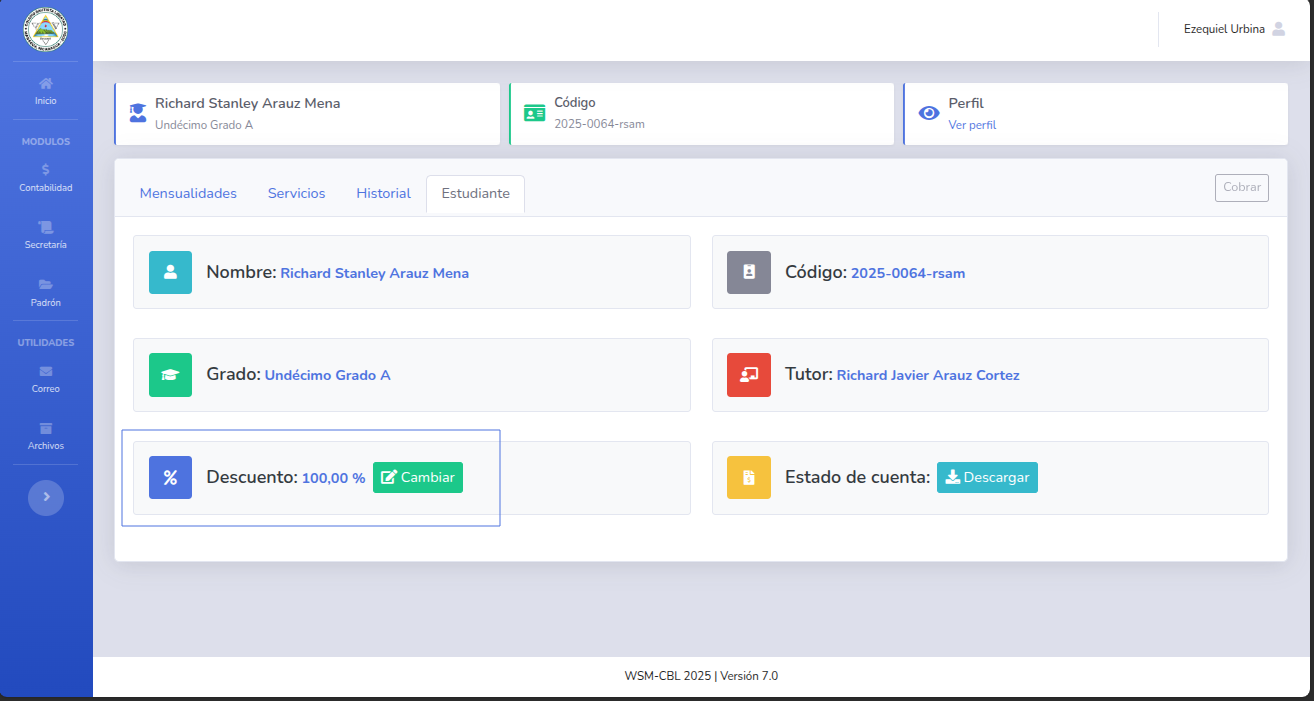 Ezequiel Urbina
Inicio
MODULOS
Contabilidad
Secretaría
Padrón
UTILIDADES
Correo
Archivos
Richard Stanley Arauz Mena
Undécimo Grado A
Código
2025-0064-rsam
Perfil
Ver perfil
Mensualidades
Servicios
Historial
Estudiante
Cobrar
Nombre: Richard Stanley Arauz Mena
Código: 2025-0064-rsam
Grado: Undécimo Grado A
Tutor: Richard Javier Arauz Cortez
Descuento: 100,00 % Cambiar
Estado de cuenta: Descargar
WSM-CBL 2025 | Versión 7.0